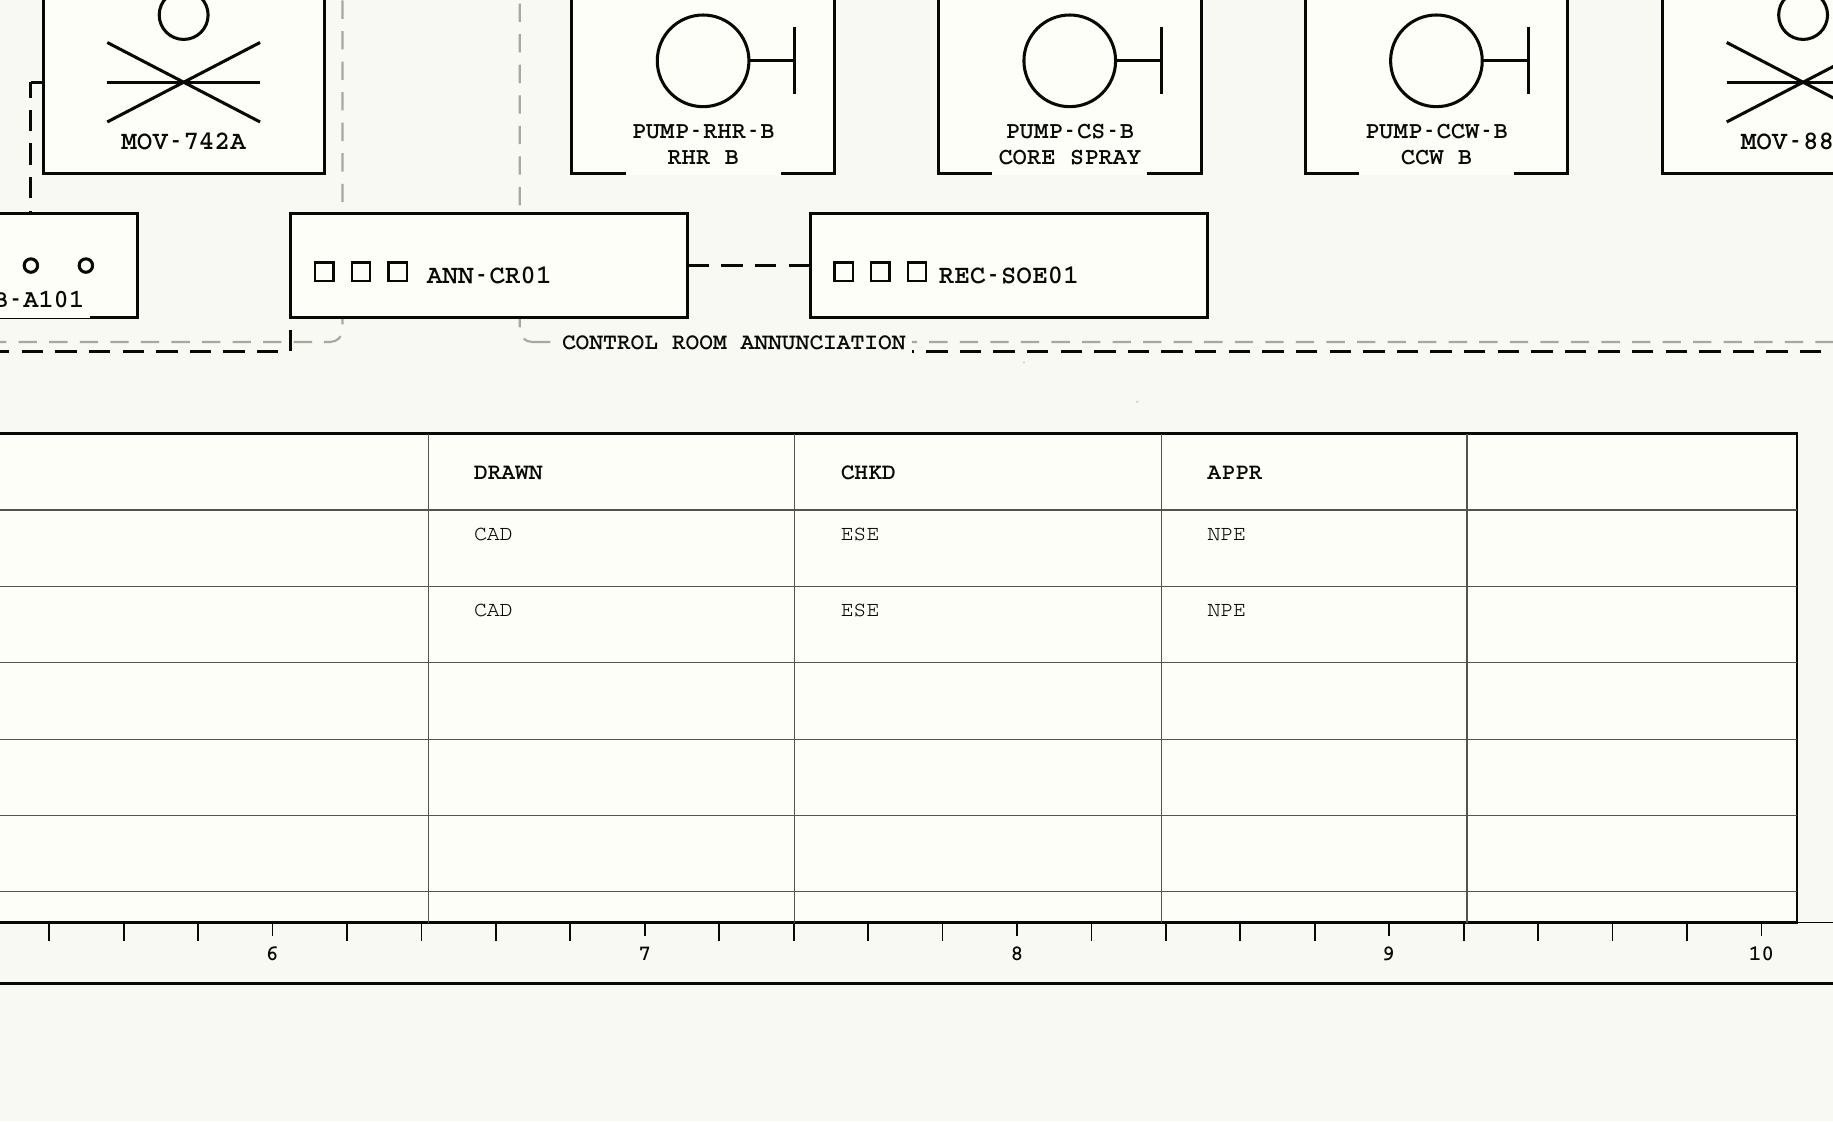 MOV-742A
PUMP-RHR-B
RHR B
PUMP-CS-B
CORE SPRAY
PUMP-CCW-B
CCW B
MOV-88
B-A101
ANN-CR01
REC-SOE01
CONTROL ROOM ANNUNCIATION
DRAWN CHKD APPR
CAD ESE NPE
CAD ESE NPE
6 7 8 9 10